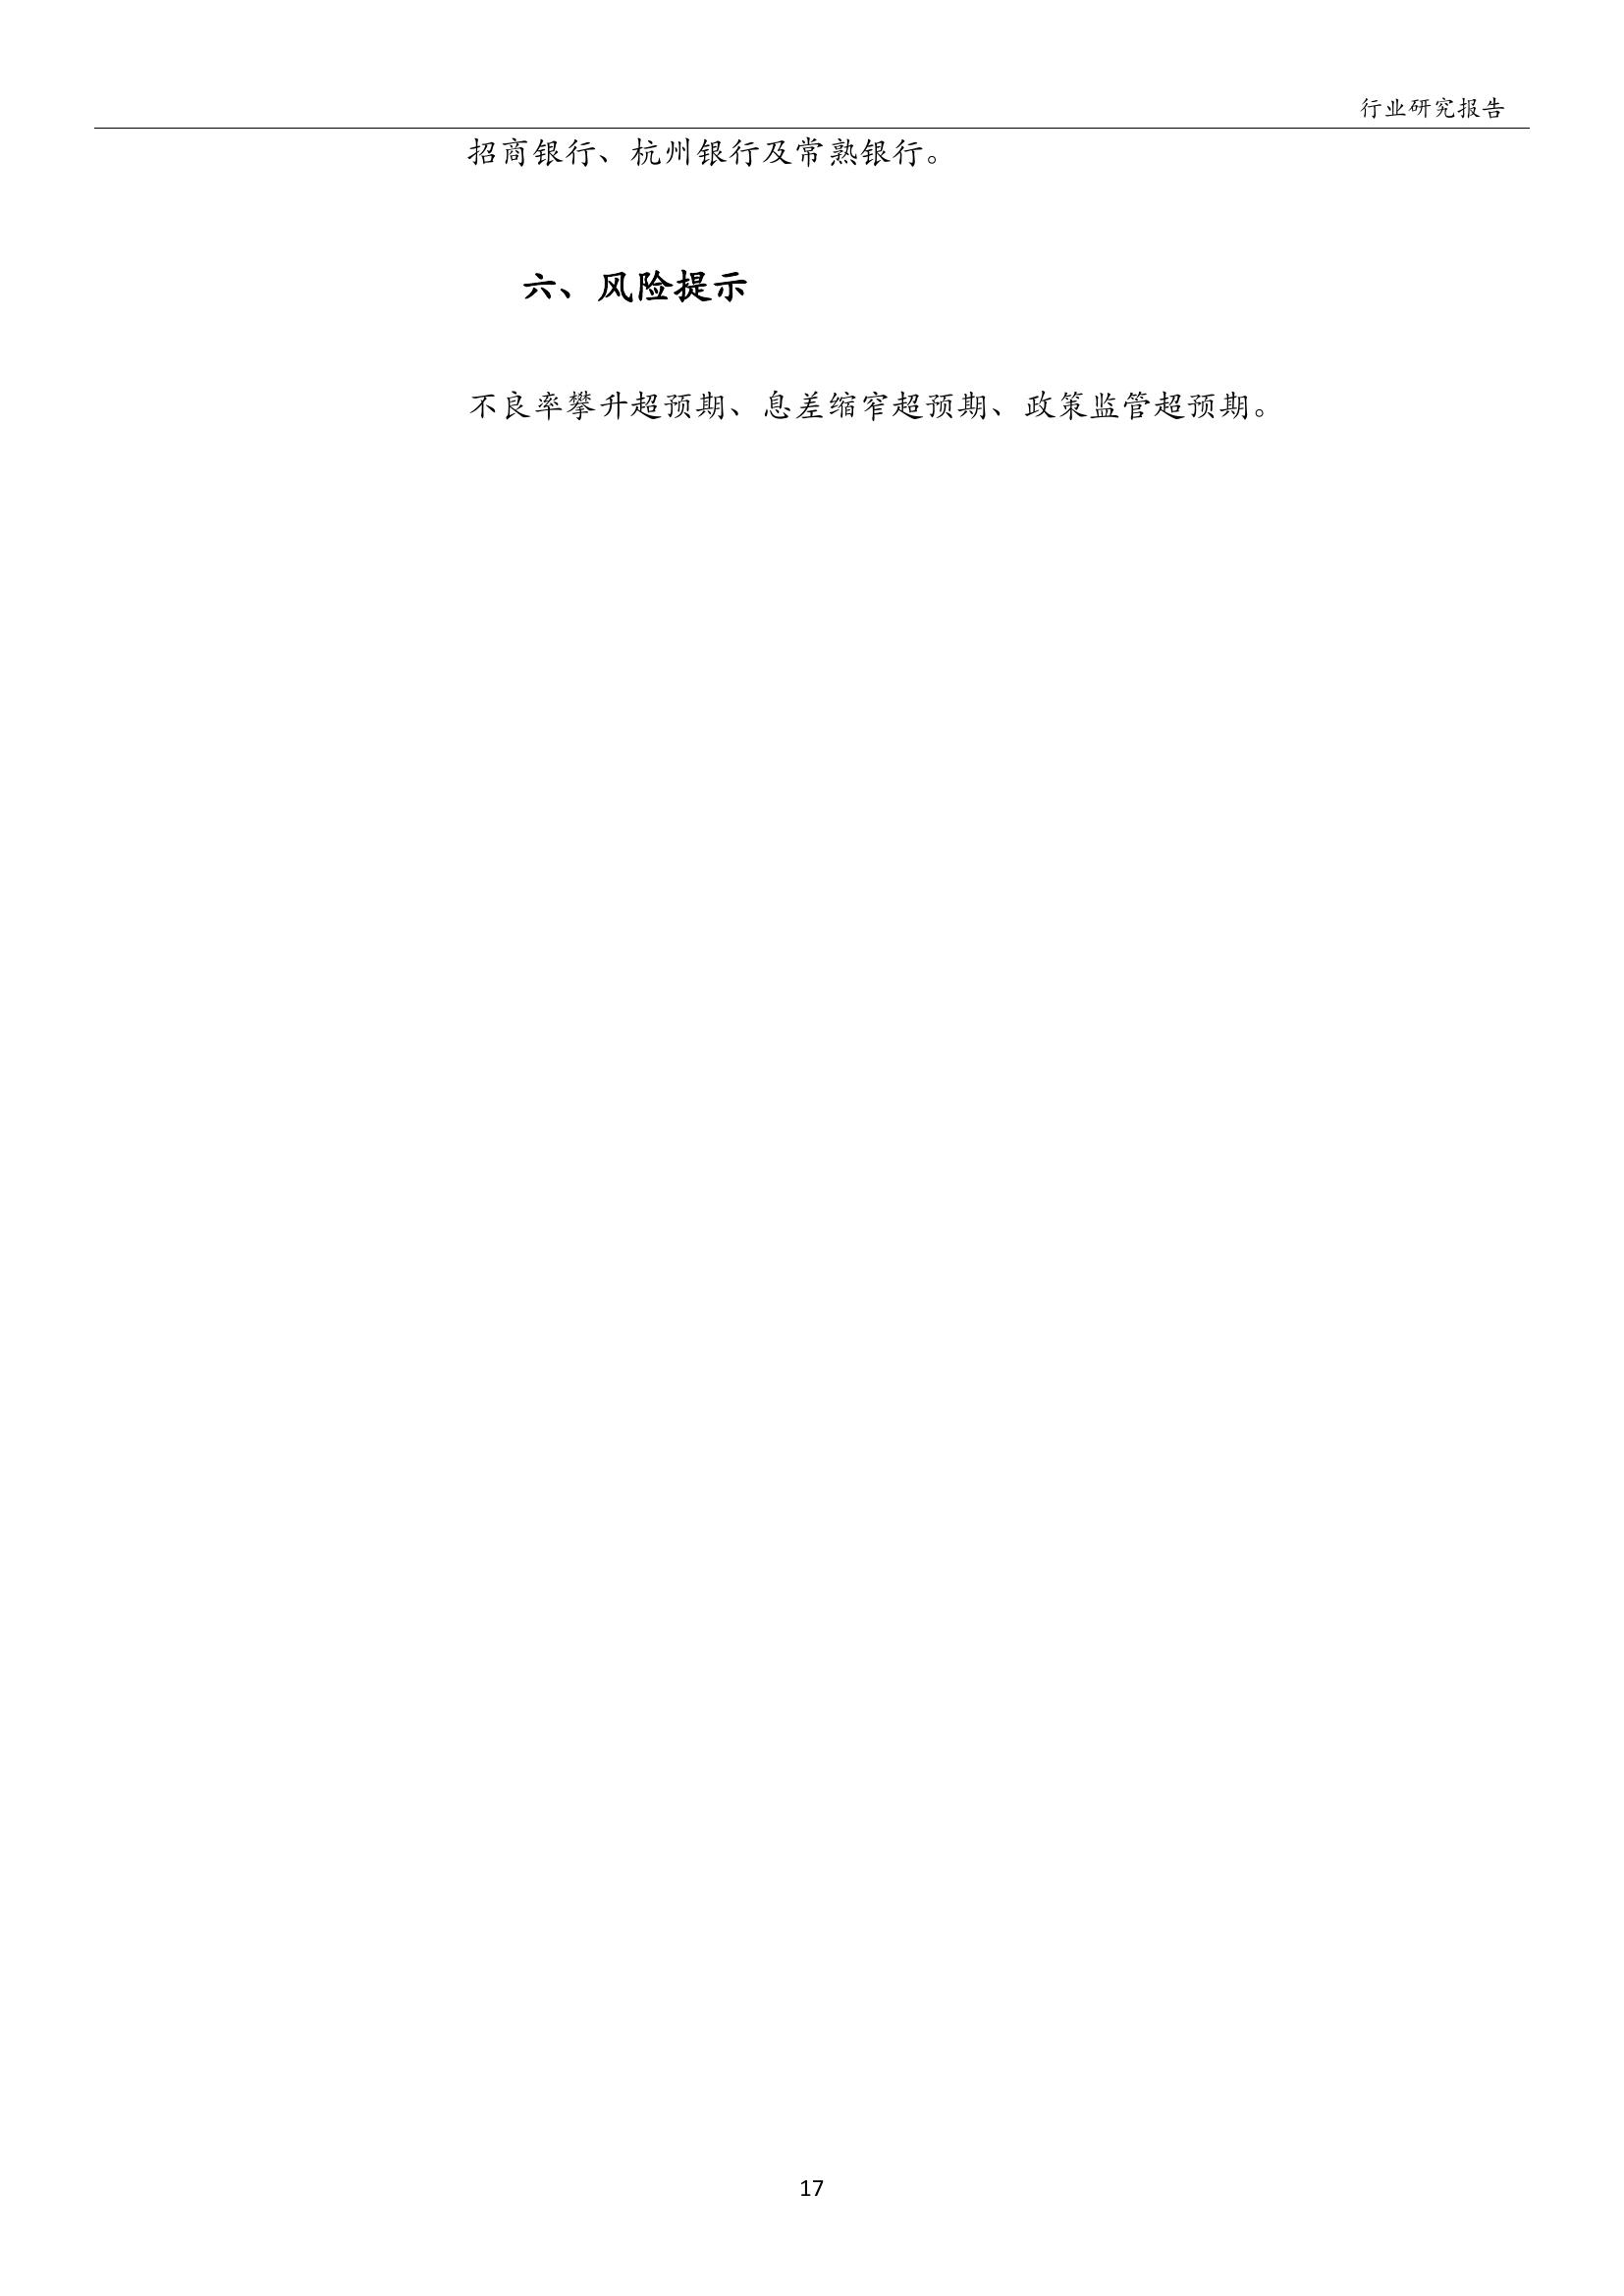 行业研究报告
招商银行、杭州银行及常熟银行。
六、风险提示
不良率攀升超预期、息差缩窄超预期、政策监管超预期。
17